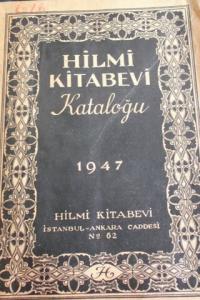 HİLMİ
KİTABEVİ
Kataloğu
1947
HİLMİ KİTABEVİ
İSTANBUL-ANKARA CADDESİ
Nº 62
H